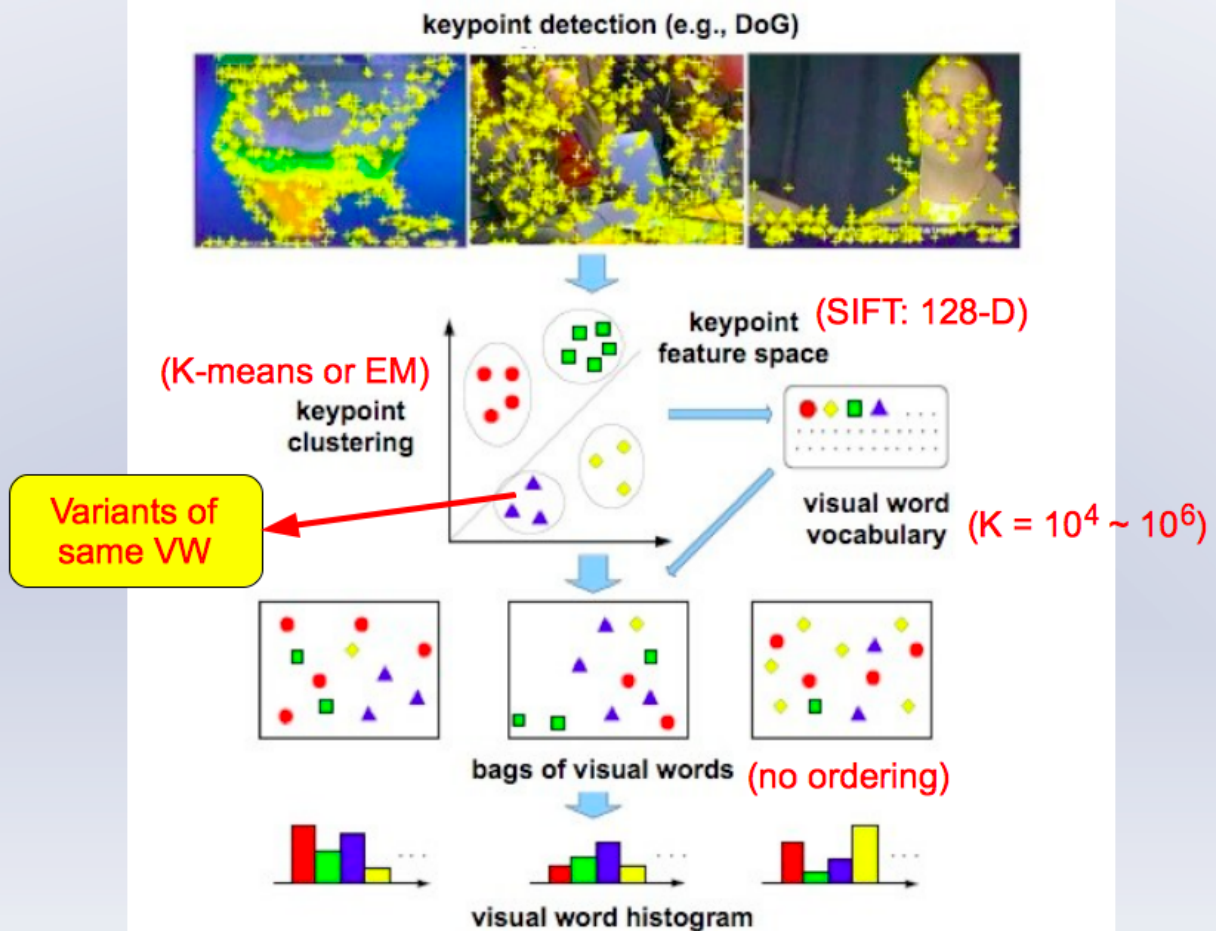 keypoint detection (e.g., DoG)
keypoint
feature space
(SIFT: 128-D)
(K-means or EM)
keypoint
clustering
Variants of
same VW
visual word
vocabulary
(K = 10⁴ ~ 10⁶)
bags of visual words
(no ordering)
visual word histogram